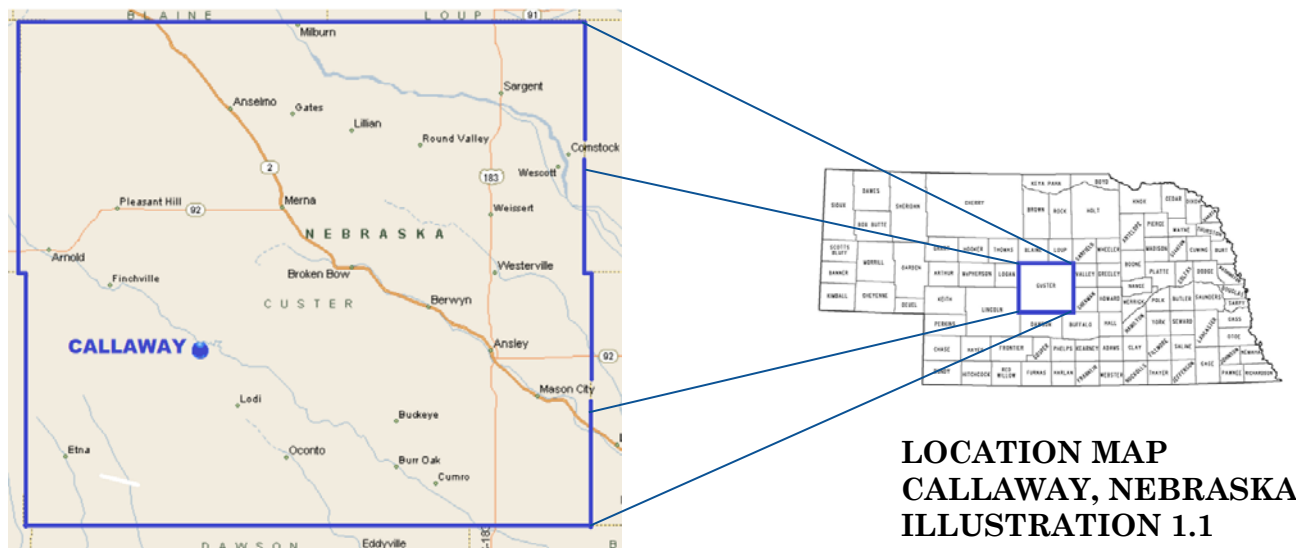 BLAINE
LOUP
91
Milburn
Sargent
Anselmo
Gates
Lillian
Round Valley
Comstock
Wescott
2
183
Pleasant Hill
92
Merna
Weissert
NEBRASKA
Arnold
Finchville
Broken Bow
Westerville
CUSTER
Berwyn
CALLAWAY
Ansley
92
Mason City
Lodi
Buckeye
Etna
Oconto
Burr Oak
Cumro
DAWSON
Eddyville
183
B
SIOUX
DAWES
BOX BUTTE
SHERIDAN
CHERRY
KEYA PAHA
BOYD
BROWN
ROCK
HOLT
KNOX
CEDAR
DIXON
ANTELOPE
PIERCE
WAYNE
THURSTON
SCOTTS
BLUFF
BANNER
KIMBALL
MORRILL
CHEYENNE
GARDEN
DEUEL
GRANT
HOOKER
THOMAS
BLAINE
LOUP
GARFIELD
WHEELER
BOONE
MADISON
STANTON
CUMING
BURT
ARTHUR
McPHERSON
LOGAN
CUSTER
VALLEY
GREELEY
NANCE
PLATTE
COLFAX
DODGE
WASHINGTON
KEITH
LINCOLN
SHERMAN
HOWARD
MERRICK
POLK
BUTLER
SAUNDERS
DOUGLAS
SARPY
PERKINS
DAWSON
BUFFALO
HALL
HAMILTON
YORK
SEWARD
LANCASTER
CASS
OTOE
CHASE
HAYES
FRONTIER
GOSPER
PHELPS
KEARNEY
ADAMS
CLAY
FILLMORE
SALINE
GAGE
JOHNSON
NEMAHA
DUNDY
HITCHCOCK
RED
WILLOW
FURNAS
HARLAN
FRANKLIN
WEBSTER
NUCKOLLS
THAYER
JEFFERSON
PAWNEE
RICHARDSON
LOCATION MAP
CALLAWAY, NEBRASKA
ILLUSTRATION 1.1